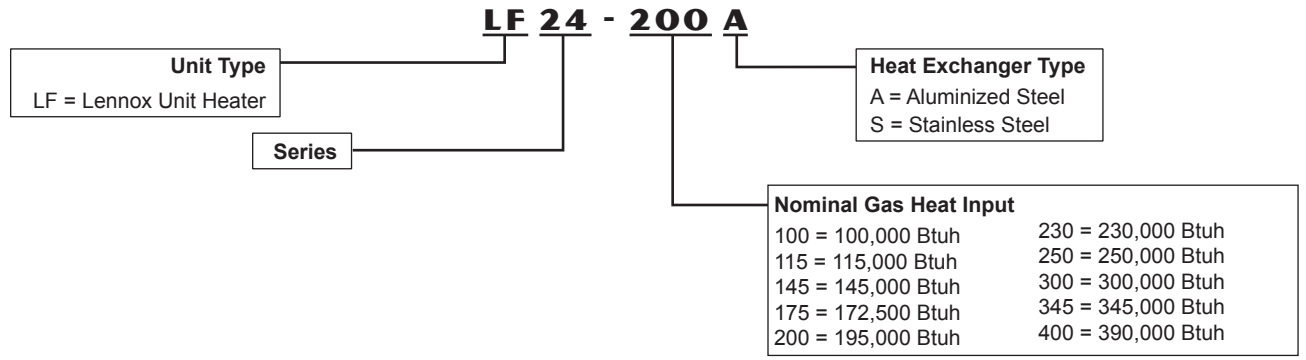 LF 24 - 200 A
Unit Type
LF = Lennox Unit Heater
Series
Heat Exchanger Type
A = Aluminized Steel
S = Stainless Steel
Nominal Gas Heat Input
100 = 100,000 Btuh
115 = 115,000 Btuh
145 = 145,000 Btuh
175 = 172,500 Btuh
200 = 195,000 Btuh
230 = 230,000 Btuh
250 = 250,000 Btuh
300 = 300,000 Btuh
345 = 345,000 Btuh
400 = 390,000 Btuh